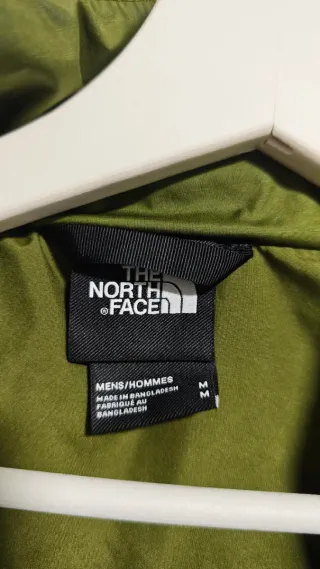 THE
NORTH
®FACE
MENS/HOMMES M
MADE IN BANGLADESH M
FABRIQUÉ AU
BANGLADESH